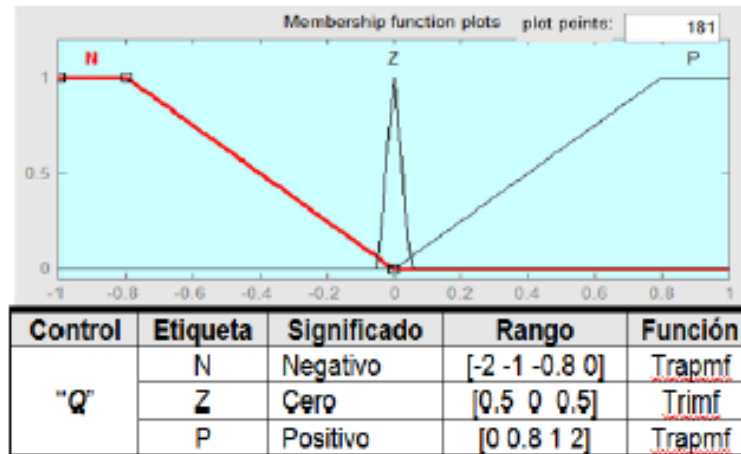 Membership function plots plot points: 181
N Z P
1
0.5
0
-1 -0.8 -0.6 -0.4 -0.2 0 0.2 0.4 0.6 0.8 1
Control Etiqueta Significado Rango Función
N Negativo [-2 -1 -0.8 0] Trapmf
"Q" Z Cero [0.5 0 0.5] Trimf
P Positivo [0 0.8 1 2] Trapmf